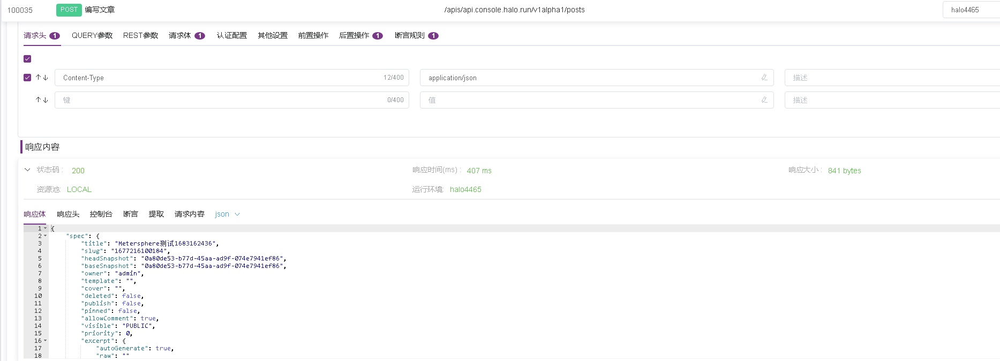 100035 POST 编写文章 /apis/api.console.halo.run/v1alpha1/posts halo4465
请求头 1 QUERY参数 REST参数 请求体 1 认证配置 其他设置 前置操作 后置操作 1 断言规则 1
↑↓ Content-Type 12/400 application/json 描述
↑↓ 键 0/400 值 描述
响应内容
状态码 : 200 响应时间(ms) : 407 ms 响应大小 : 841 bytes
资源池: LOCAL 运行环境: halo4465
响应体 响应头 控制台 断言 提取 请求内容 json
1 {
2 "spec": {
3 "title": "Metersphere测试1683162436",
4 "slug": "1677216100184",
5 "headSnapshot": "0a80de53-b77d-45aa-ad9f-074e7941ef86",
6 "baseSnapshot": "0a80de53-b77d-45aa-ad9f-074e7941ef86",
7 "owner": "admin",
8 "template": "",
9 "cover": "",
10 "deleted": false,
11 "publish": false,
12 "pinned": false,
13 "allowComment": true,
14 "visible": "PUBLIC",
15 "priority": 0,
16 "excerpt": {
17 "autoGenerate": true,
18 "raw": ""